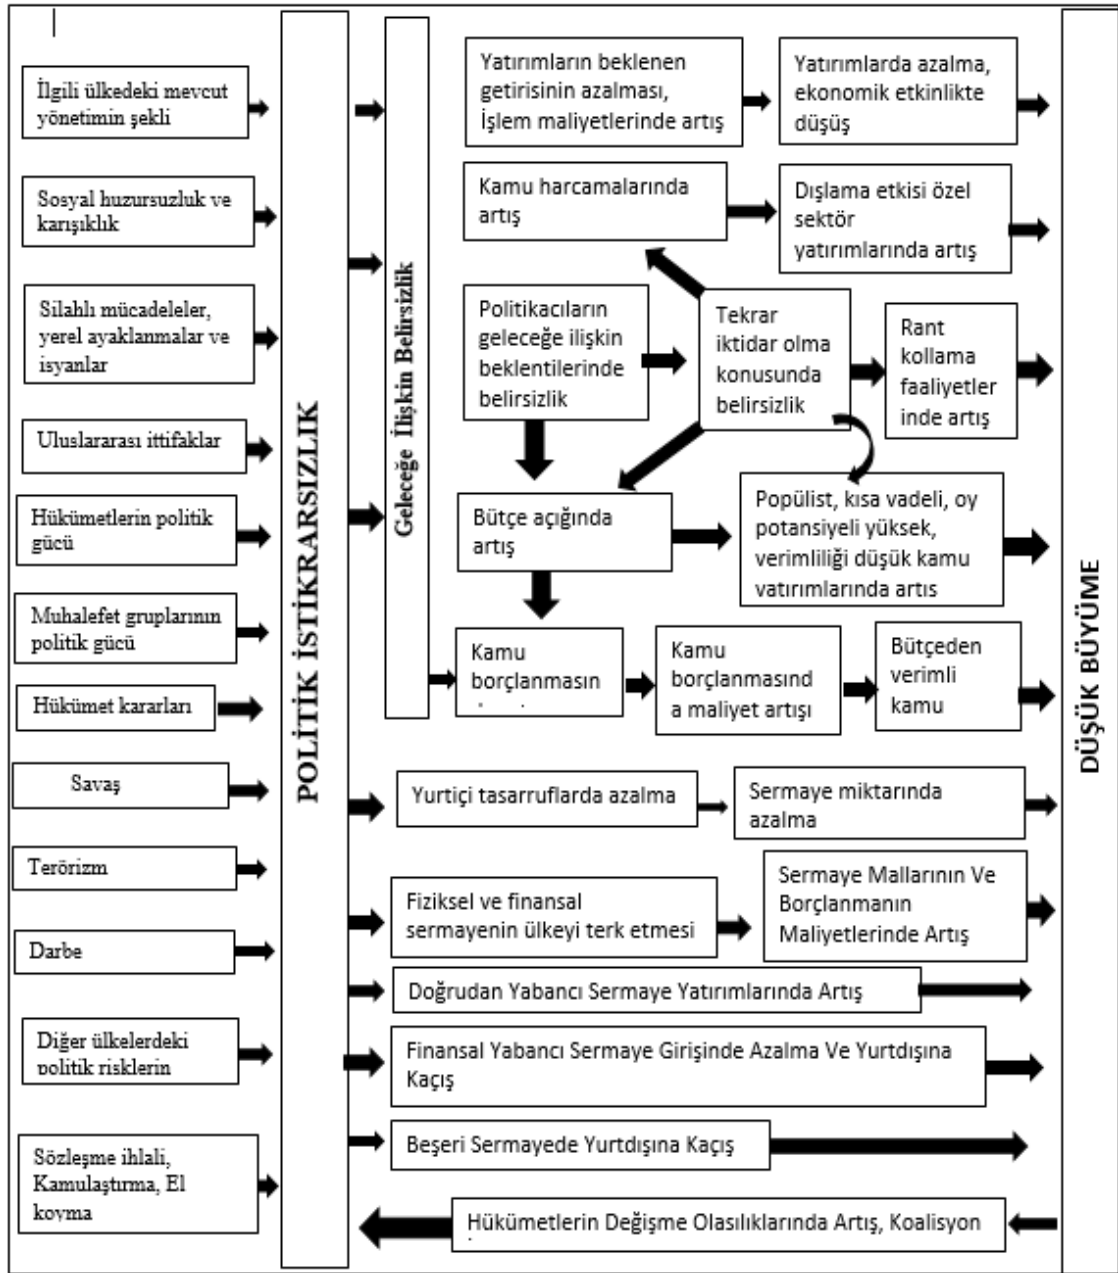 İlgili ülkedeki mevcut
yönetimin şekli
Sosyal huzursuzluk ve
karışıklık
Silahlı mücadeleler,
yerel ayaklanmalar ve
isyanlar
Uluslararası ittifaklar
Hükümetlerin politik
gücü
Muhalefet gruplarının
politik gücü
Hükümet kararları
Savaş
Terörizm
Darbe
Diğer ülkelerdeki
politik risklerin
Sözleşme ihlali,
Kamulaştırma, El
koyma
POLİTİK İSTİKRARSIZLIK
Geleceğe İlişkin Belirsizlik
Yatırımların beklenen
getirisinin azalması,
İşlem maliyetlerinde artış
Yatırımlarda azalma,
ekonomik etkinlikte
düşüş
Kamu harcamalarında
artış
Dışlama etkisi özel
sektör
yatırımlarında artış
Politikacıların
geleceğe ilişkin
beklentilerinde
belirsizlik
Tekrar
iktidar olma
konusunda
belirsizlik
Rant
kollama
faaliyetler
inde artış
Bütçe açığında
artış
Popülist, kısa vadeli, oy
potansiyeli yüksek,
verimliliği düşük kamu
yatırımlarında artış
Kamu
borçlanmasın
Kamu
borçlanmasınd
a maliyet artışı
Bütçeden
verimli
kamu
Yurtiçi tasarruflarda azalma
Sermaye miktarında
azalma
Fiziksel ve finansal
sermayenin ülkeyi terk etmesi
Sermaye Mallarının Ve
Borçlanmanın
Maliyetlerinde Artış
Doğrudan Yabancı Sermaye Yatırımlarında Artış
Finansal Yabancı Sermaye Girişinde Azalma Ve Yurtdışına
Kaçış
Beşeri Sermayede Yurtdışına Kaçış
Hükümetlerin Değişme Olasılıklarında Artış, Koalisyon
DÜŞÜK BÜYÜME